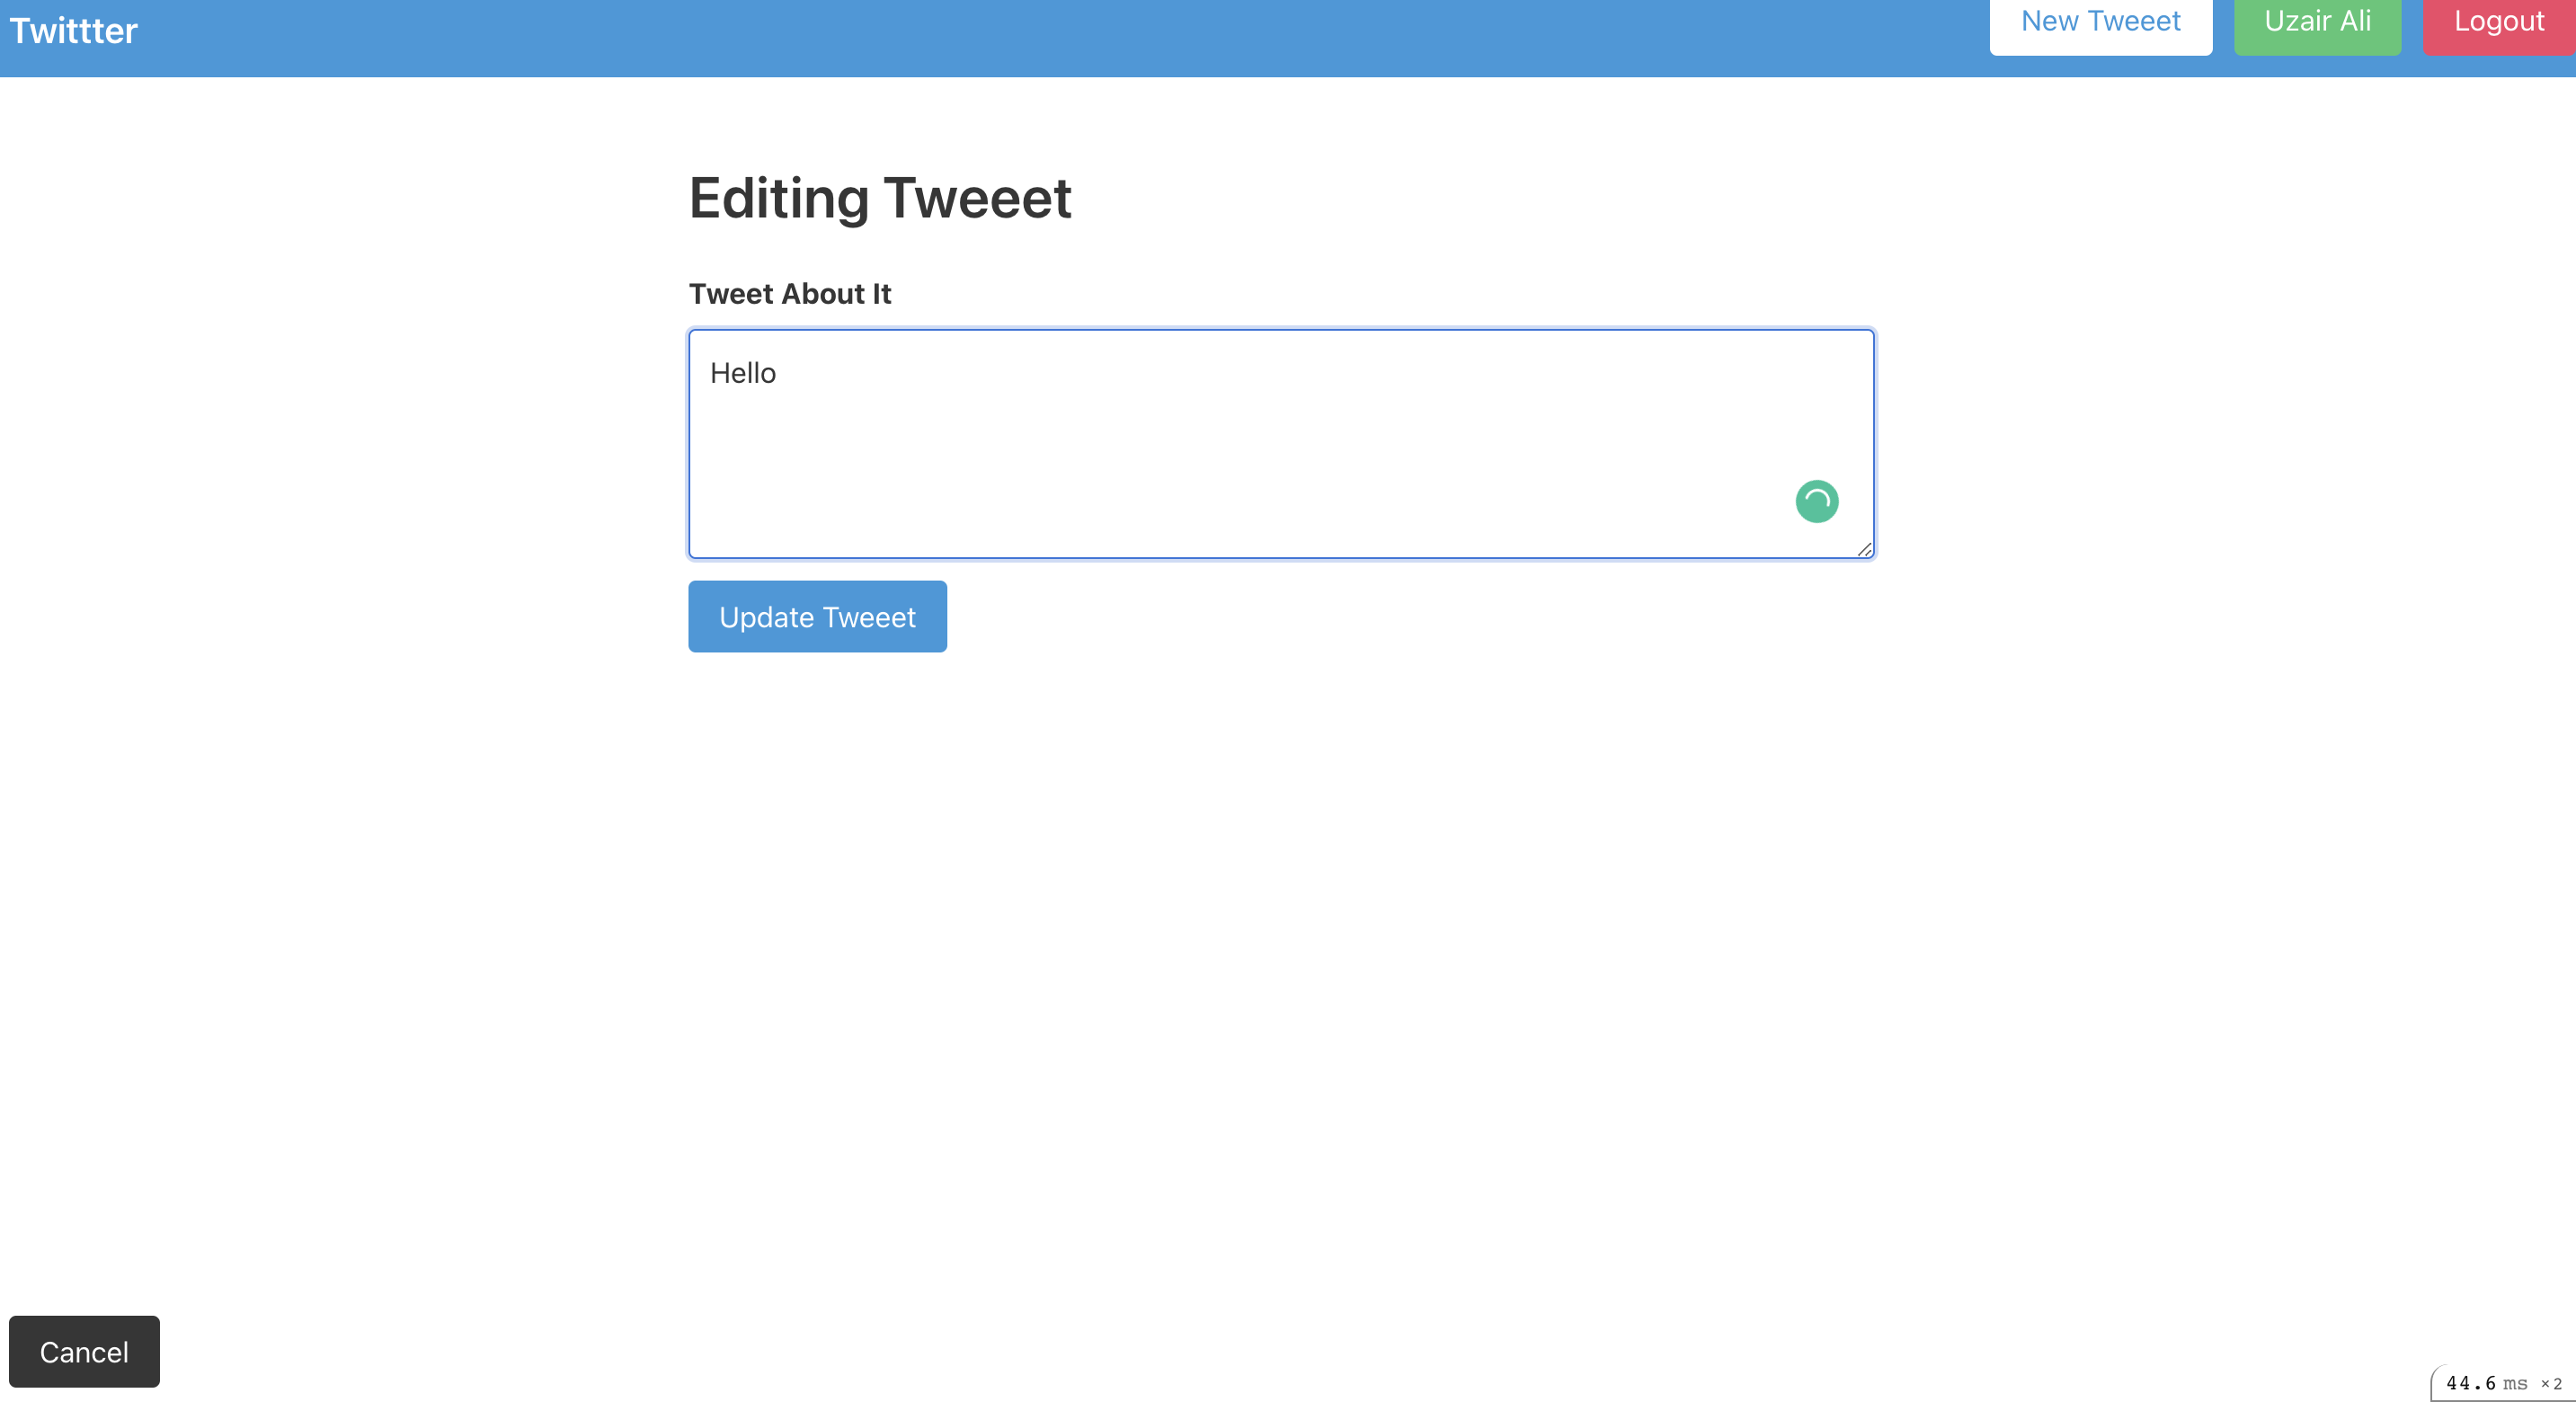 Twittter
New Tweeet
Uzair Ali
Logout
Editing Tweeet
Tweet About It
Hello
Update Tweeet
Cancel
44.6 ms ×2